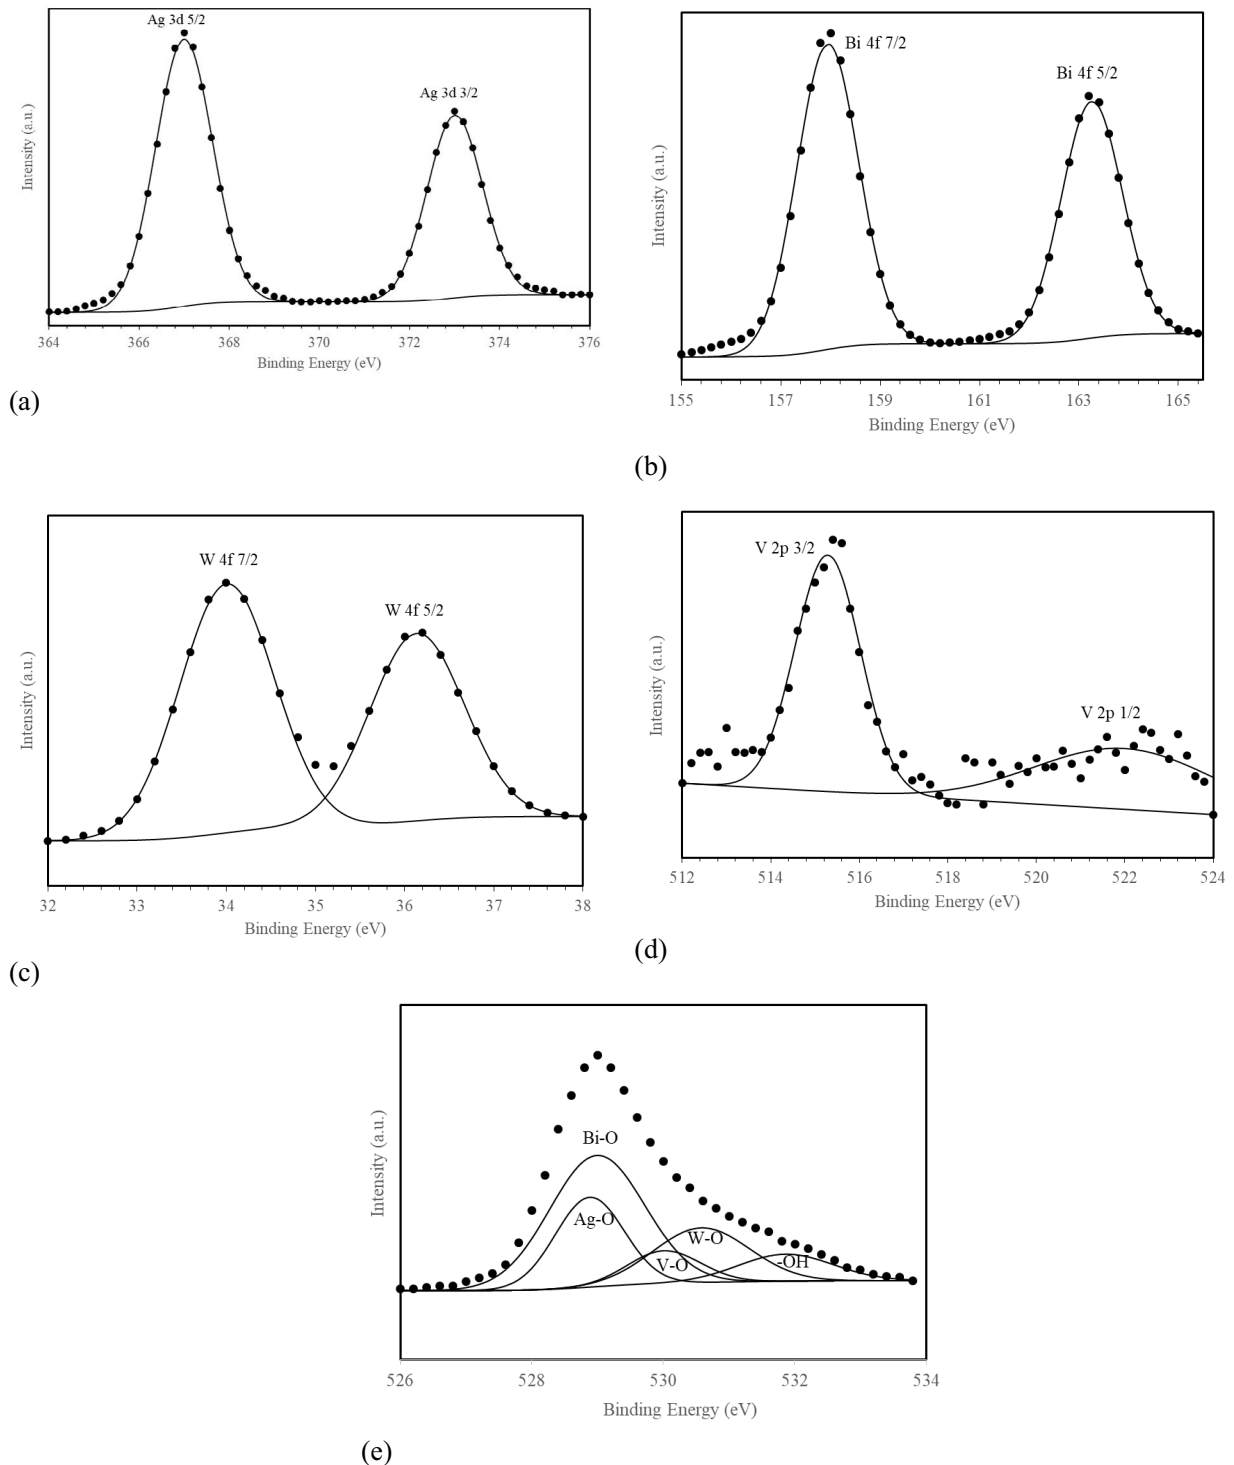 Ag 3d 5/2
Ag 3d 3/2
Intensity (a.u.)
364 366 368 370 372 374 376
Binding Energy (eV)
(a)
Bi 4f 7/2
Bi 4f 5/2
Intensity (a.u.)
155 157 159 161 163 165
Binding Energy (eV)
(b)
W 4f 7/2
W 4f 5/2
Intensity (a.u.)
32 33 34 35 36 37 38
Binding Energy (eV)
(c)
V 2p 3/2
V 2p 1/2
Intensity (a.u.)
512 514 516 518 520 522 524
Binding Energy (eV)
(d)
Bi-O
Ag-O
W-O
V-O
-OH
Intensity (a.u.)
526 528 530 532 534
Binding Energy (eV)
(e)